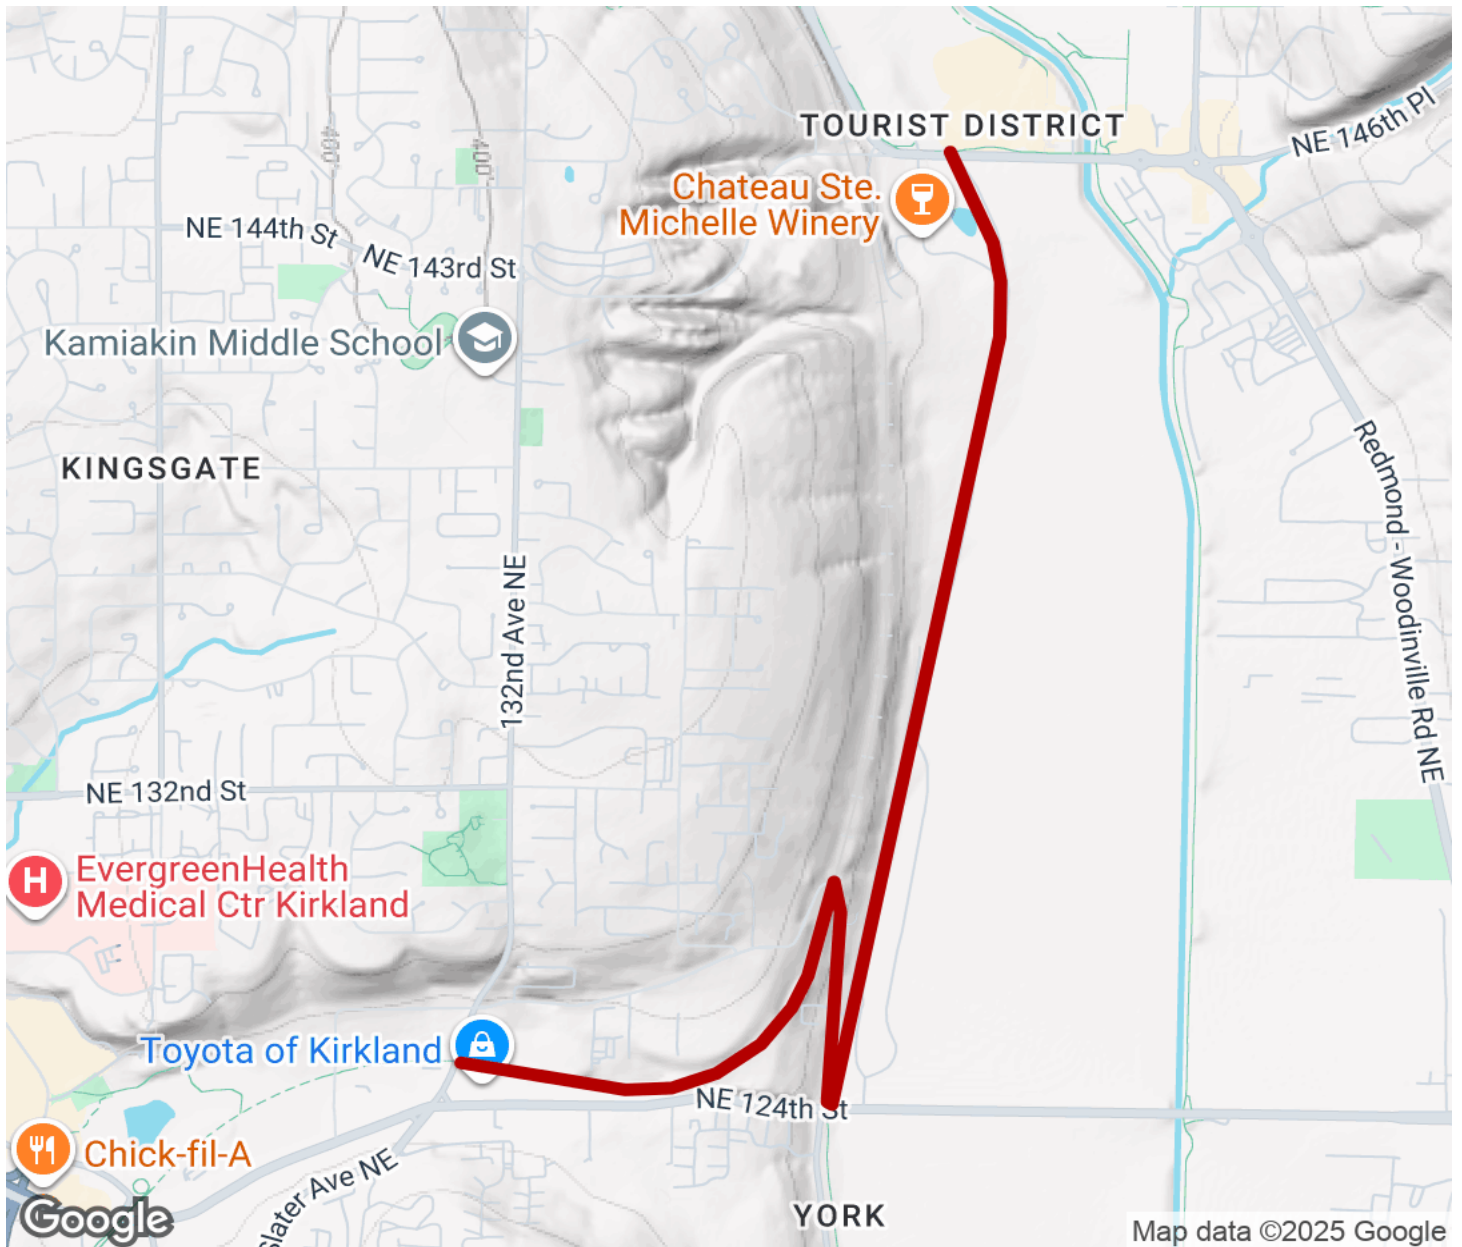 TOURIST DISTRICT
NE 146th Pl
Chateau Ste.
Michelle Winery
NE 144th St
NE 143rd St
400
400
Kamiakin Middle School
KINGSGATE
Redmond - Woodinville Rd NE
132nd Ave NE
NE 132nd St
H
EvergreenHealth
Medical Ctr Kirkland
Toyota of Kirkland
NE 124th St
Chick-fil-A
Slater Ave NE
YORK
Google
Map data ©2025 Google